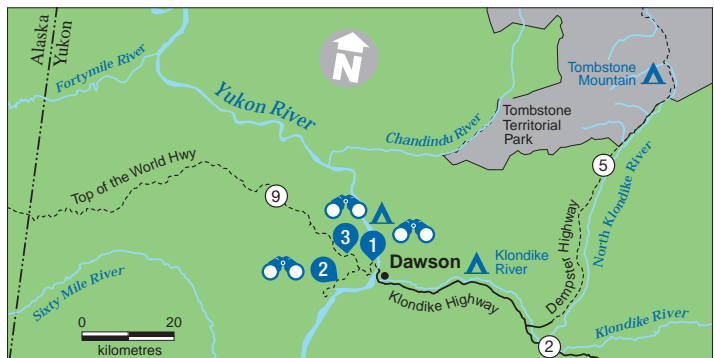 Alaska
Yukon
Fortymile River
N
Tombstone
Mountain
Yukon River
Tombstone
Territorial
Park
Chandindu River
5
Top of the World Hwy
9
North Klondike River
3
1
2
Dawson
Klondike
River
Dempster Highway
Sixty Mile River
Klondike Highway
Klondike River
0
20
kilometres
2